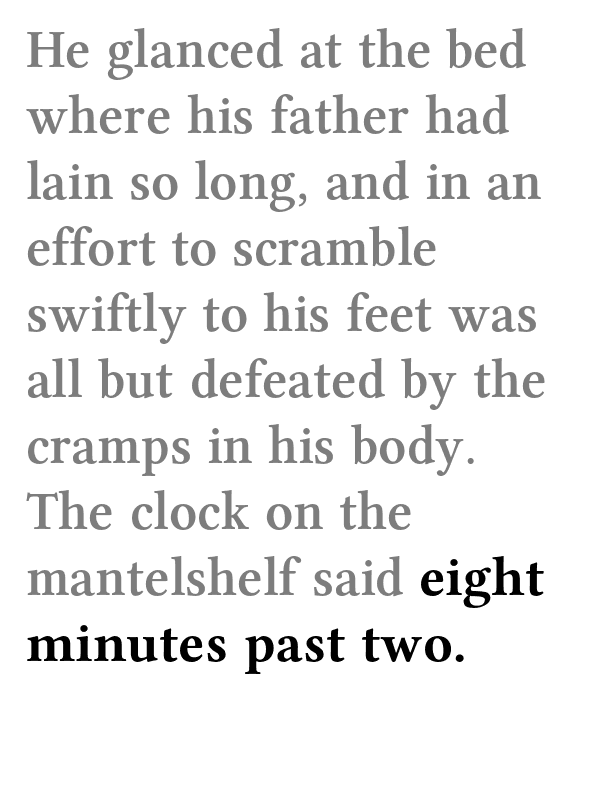 He glanced at the bed
where his father had
lain so long, and in an
effort to scramble
swiftly to his feet was
all but defeated by the
cramps in his body.
The clock on the
mantelshelf said eight
minutes past two.